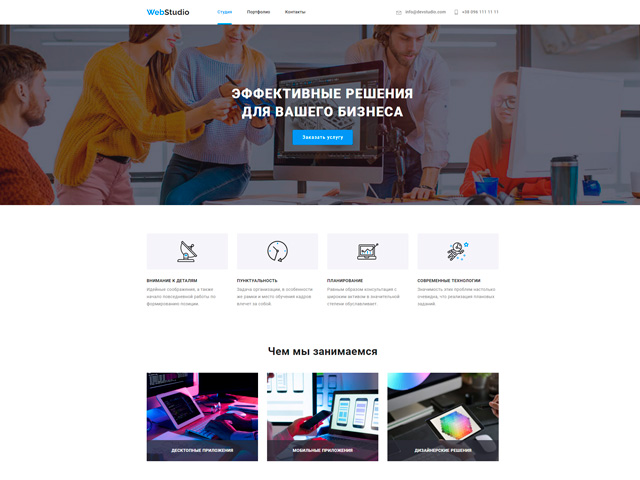 WebStudio
Студия Портфолио Контакты
info@devstudio.com +38 096 111 11 11
ЭФФЕКТИВНЫЕ РЕШЕНИЯ
ДЛЯ ВАШЕГО БИЗНЕСА
Заказать услугу
ВНИМАНИЕ К ДЕТАЛЯМ
Идейные соображения, а также
начало повседневной работы по
формированию позиции.
ПУНКТУАЛЬНОСТЬ
Задача организации, в особенности
же рамки и место обучения кадров
влечет за собой.
ПЛАНИРОВАНИЕ
Равным образом консультация с
широким активом в значительной
степени обуславливает.
СОВРЕМЕННЫЕ ТЕХНОЛОГИИ
Значимость этих проблем настолько
очевидна, что реализация плановых
заданий.
Чем мы занимаемся
ДЕСКТОПНЫЕ ПРИЛОЖЕНИЯ
МОБИЛЬНЫЕ ПРИЛОЖЕНИЯ
ДИЗАЙНЕРСКИЕ РЕШЕНИЯ